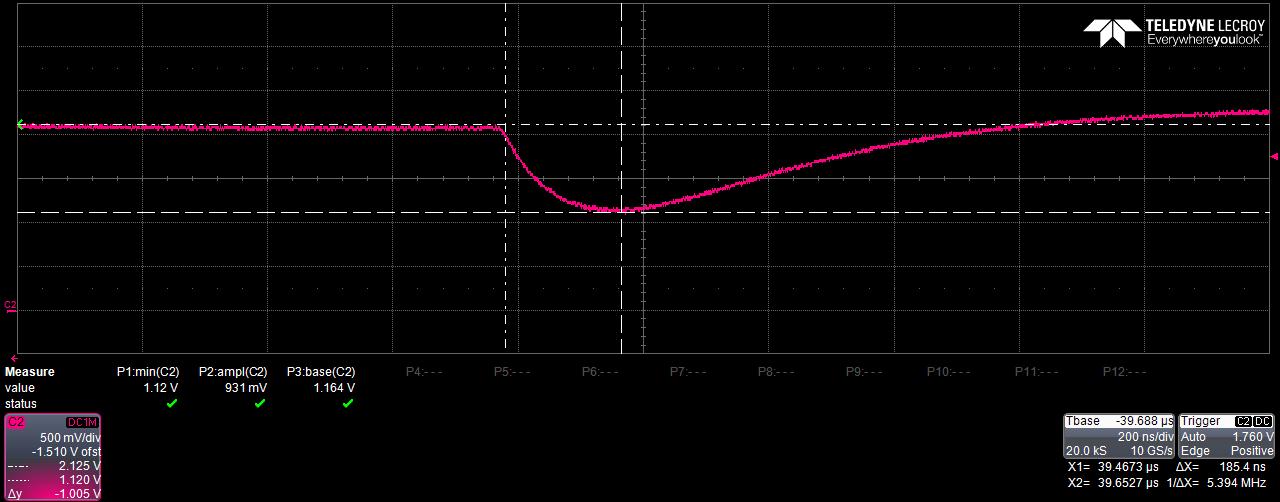 TELEDYNE LECROY
Everywhereyoulook™
C2
Measure P1:min(C2) P2:ampl(C2) P3:base(C2) P4:--- P5:--- P6:--- P7:--- P8:--- P9:--- P10:--- P11:--- P12:---
value 1.12 V 931 mV 1.164 V
status
C2 DC1M
500 mV/div
-1.510 V ofst
2.125 V
1.120 V
Δy -1.005 V
Tbase -39.688 µs
200 ns/div
20.0 kS 10 GS/s
Trigger C2 DC
Auto 1.760 V
Edge Positive
X1= 39.4673 µs ΔX= 185.4 ns
X2= 39.6527 µs 1/ΔX= 5.394 MHz